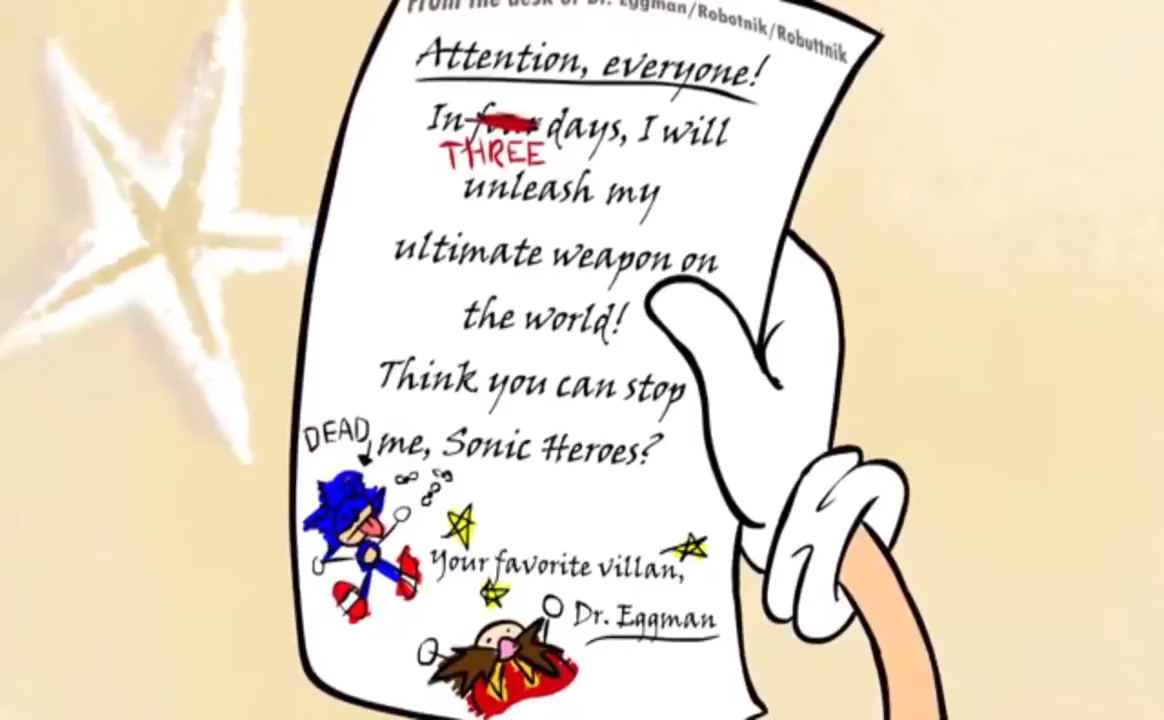 From the desk of Dr. Eggman/Robotnik/Robuttnik
Attention, everyone!
In four days, I will
THREE
unleash my
ultimate weapon on
the world!
Think you can stop
DEAD
me, Sonic Heroes?
Your favorite villan,
Dr. Eggman